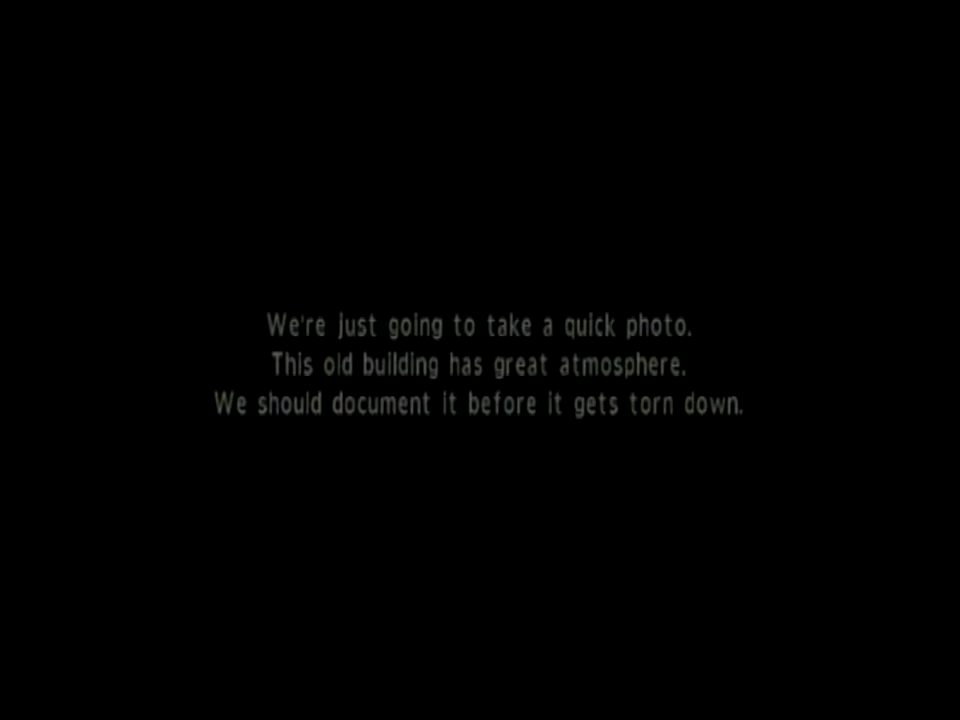 We're just going to take a quick photo.
This old building has great atmosphere.
We should document it before it gets torn down.